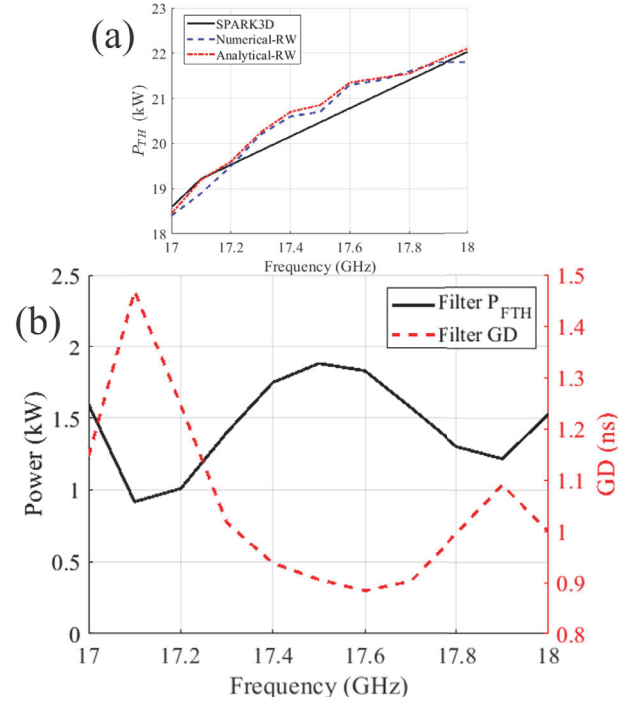 (a)
SPARK3D
Numerical-RW
Analytical-RW
23
22
21
20
19
18
P_TH (kW)
17 17.2 17.4 17.6 17.8 18
Frequency (GHz)
(b)
Filter P_FTH
Filter GD
2.5
2
1.5
1
0.5
0
Power (kW)
1.5
1.4
1.3
1.2
1.1
1
0.9
0.8
GD (ns)
17 17.2 17.4 17.6 17.8 18
Frequency (GHz)